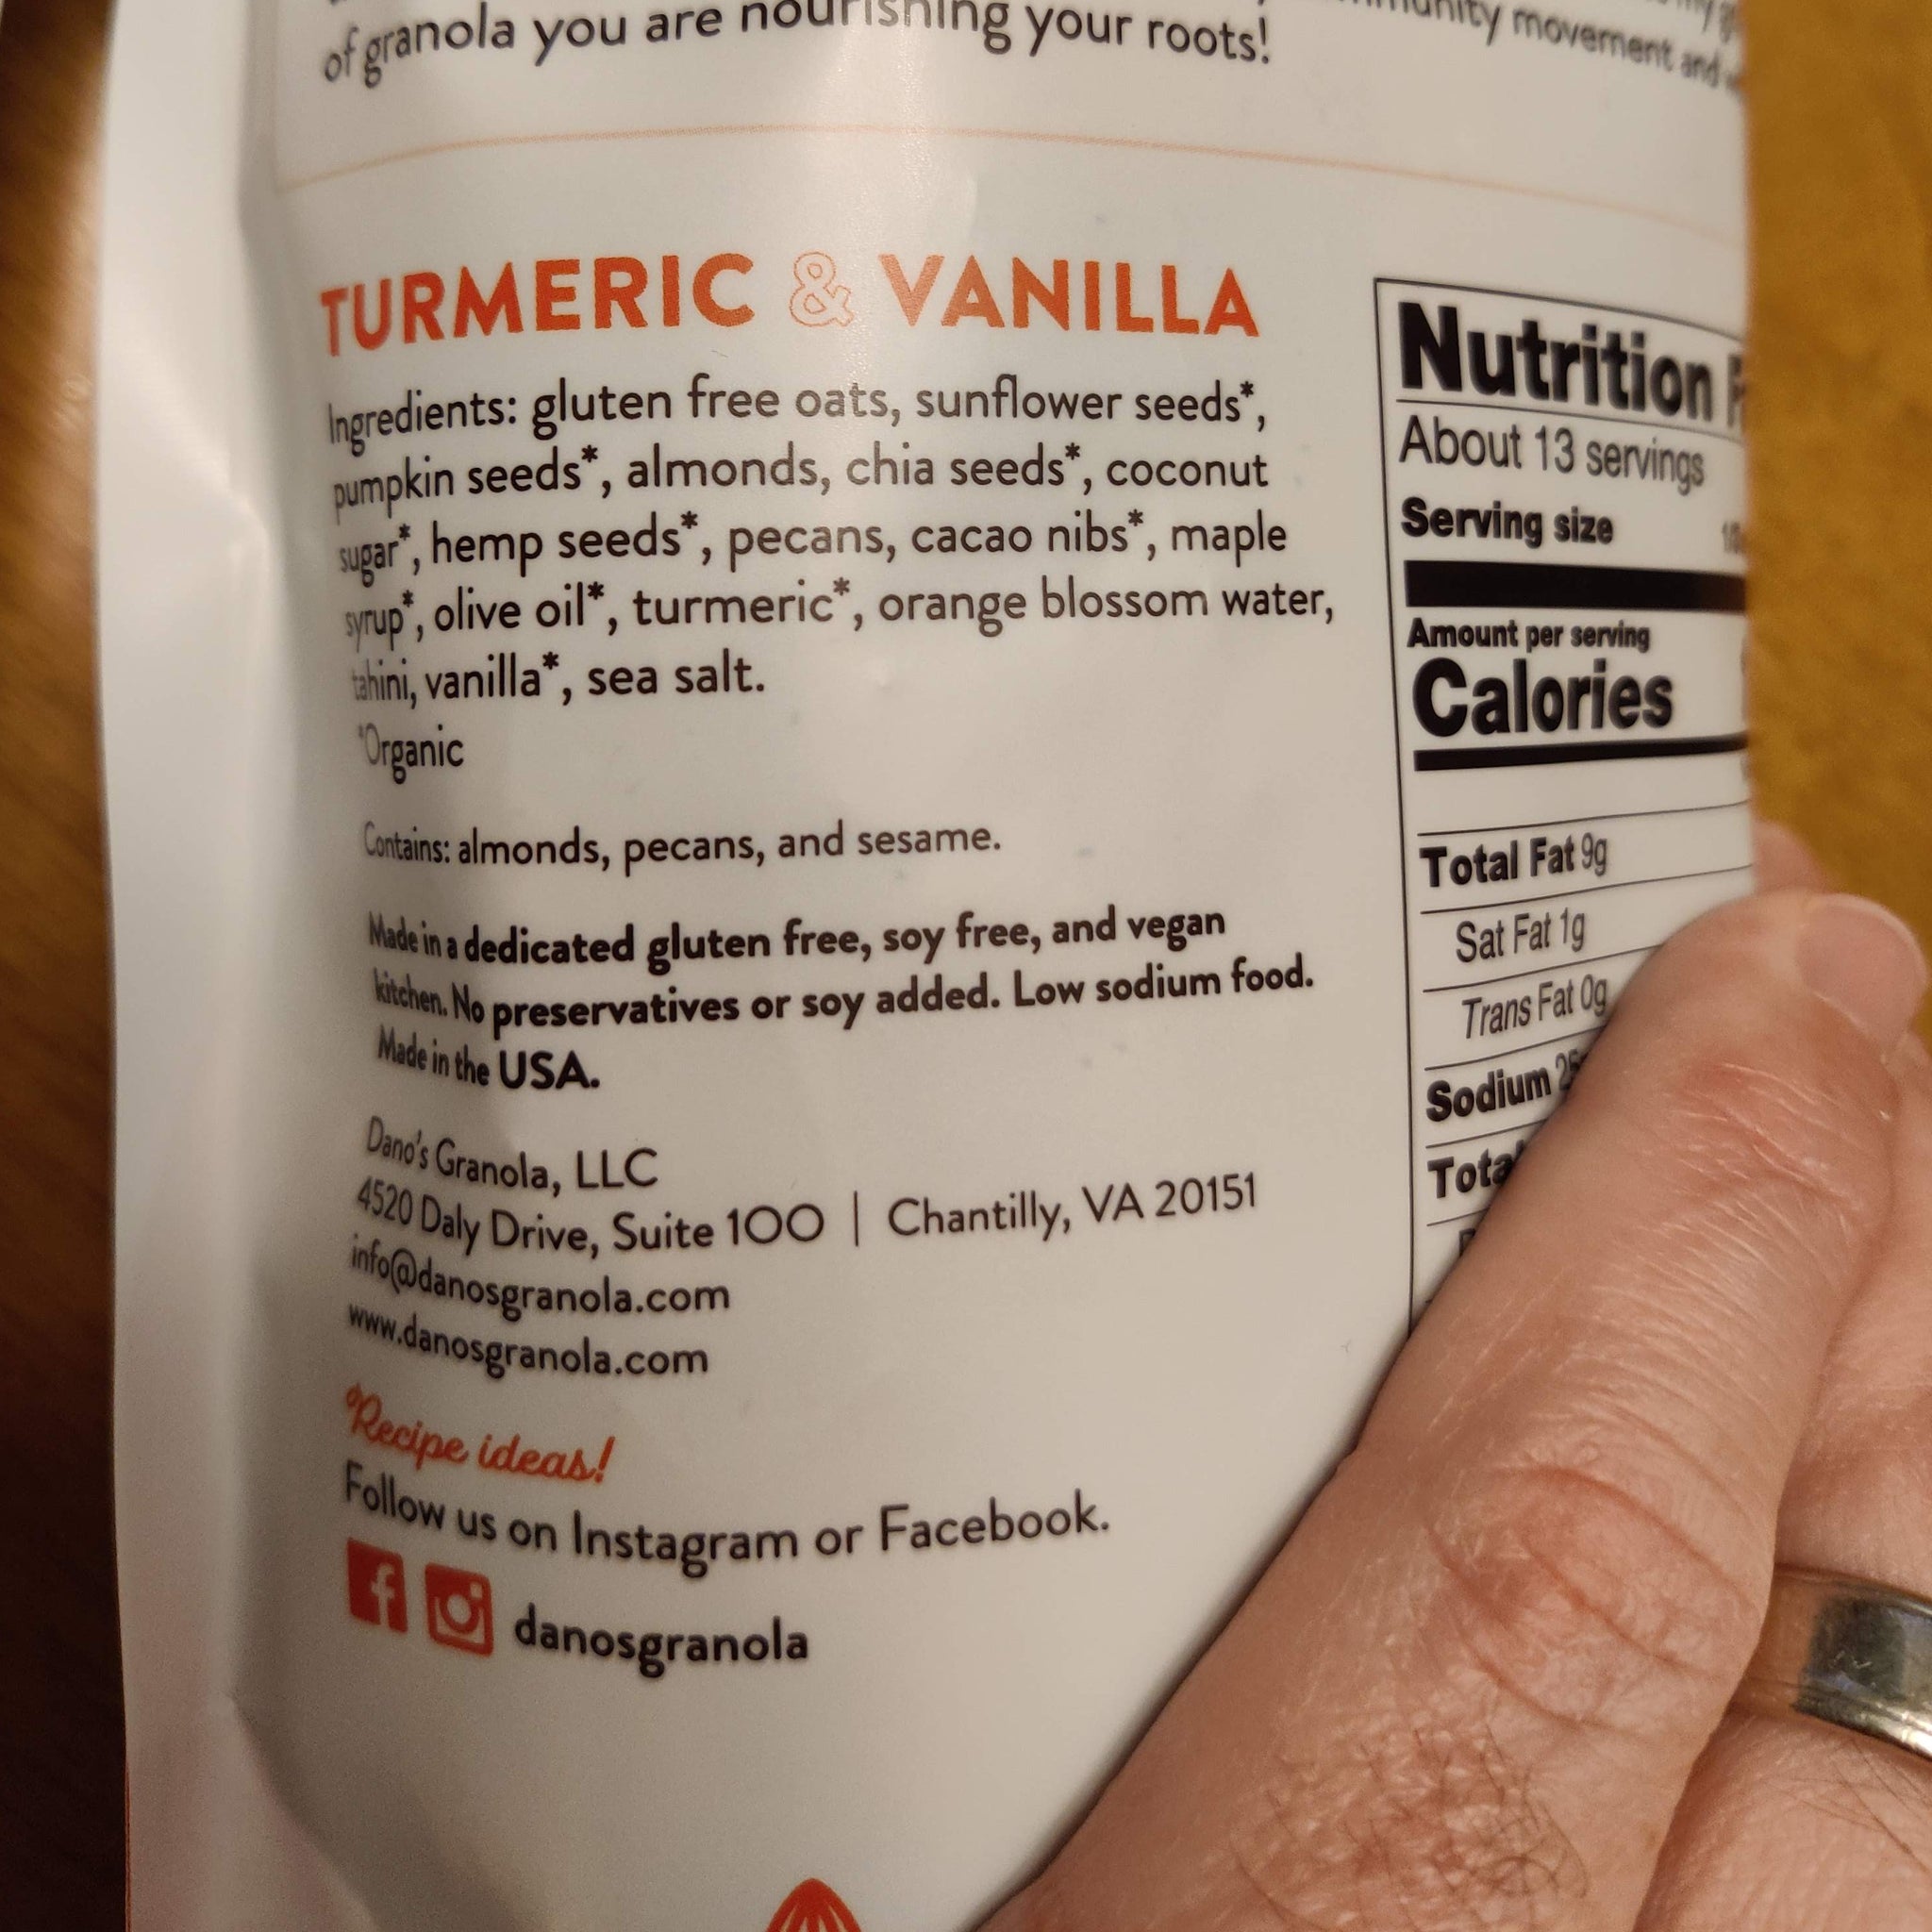 of granola you are nourishing your roots!
movement and
TURMERIC & VANILLA
Ingredients: gluten free oats, sunflower seeds*,
pumpkin seeds*, almonds, chia seeds*, coconut
sugar*, hemp seeds*, pecans, cacao nibs*, maple
syrup*, olive oil*, turmeric*, orange blossom water,
tahini, vanilla*, sea salt.
*Organic
Contains: almonds, pecans, and sesame.
Made in a dedicated gluten free, soy free, and vegan
kitchen. No preservatives or soy added. Low sodium food.
Made in the USA.
Dano's Granola, LLC
4520 Daly Drive, Suite 100 | Chantilly, VA 20151
info@danosgranola.com
www.danosgranola.com
Recipe ideas!
Follow us on Instagram or Facebook.
danosgranola
Nutrition
About 13 servings
Serving size
Amount per serving
Calories
Total Fat 9g
Sat Fat 1g
Trans Fat 0g
Sodium